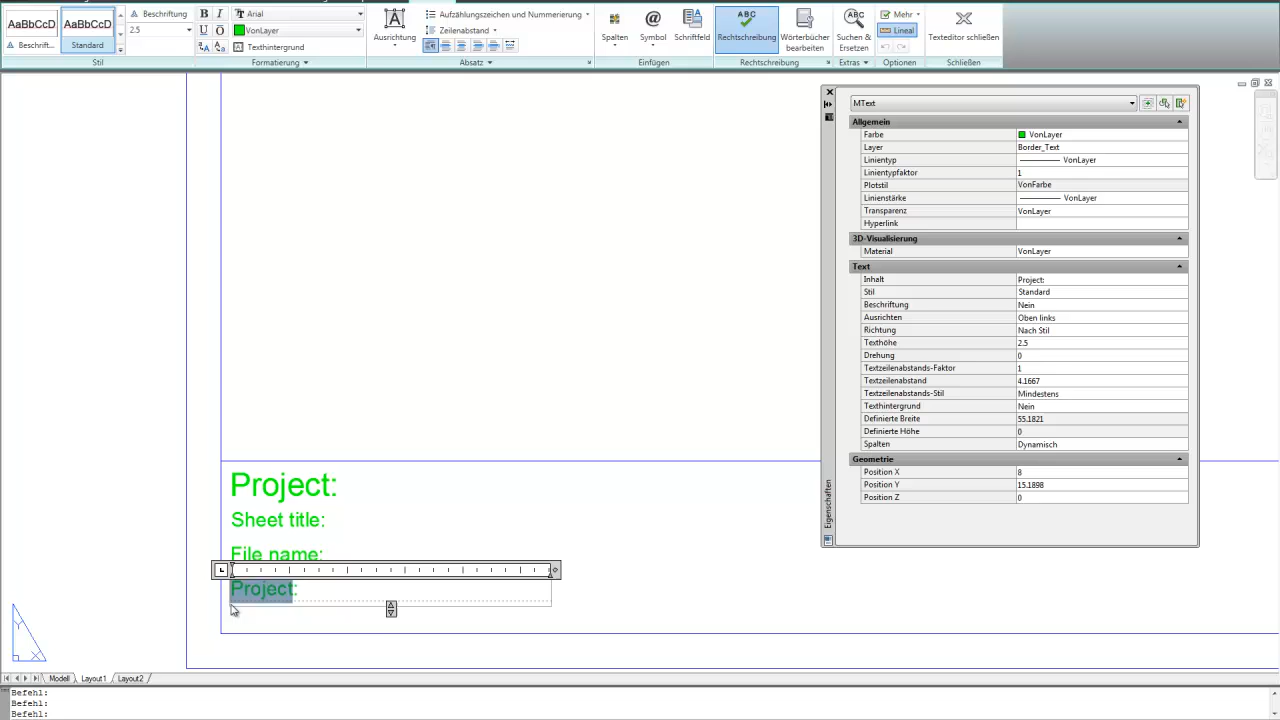 AaBbCcD
AaBbCcD
Beschrift...
Standard
Stil
Beschriftung
2.5
B
I
U
O
Arial
VonLayer
Texthintergrund
Formatierung
A
Ausrichtung
Aufzählungszeichen und Nummerierung
Zeilenabstand
Absatz
Spalten
@
Symbol
Schriftfeld
Einfügen
ABC
Rechtschreibung
Wörterbücher
bearbeiten
Rechtschreibung
ABC
Suchen &
Ersetzen
Extras
Mehr
Lineal
Optionen
Texteditor schließen
Schließen
MText
Allgemein
Farbe VonLayer
Layer Border_Text
Linientyp VonLayer
Linientypfaktor 1
Plotstil VonFarbe
Linienstärke VonLayer
Transparenz VonLayer
Hyperlink
3D-Visualisierung
Material VonLayer
Text
Inhalt Project:
Stil Standard
Beschriftung Nein
Ausrichten Oben links
Richtung Nach Stil
Texthöhe 2.5
Drehung 0
Textzeilenabstands-Faktor 1
Textzeilenabstand 4.1667
Textzeilenabstands-Stil Mindestens
Texthintergrund Nein
Definierte Breite 55.1821
Definierte Höhe 0
Spalten Dynamisch
Geometrie
Position X 8
Position Y 15.1898
Position Z 0
Eigenschaften
Project:
Sheet title:
File name:
Project:
Y
X
Modell Layout1 Layout2
Befehl:
Befehl:
Befehl: